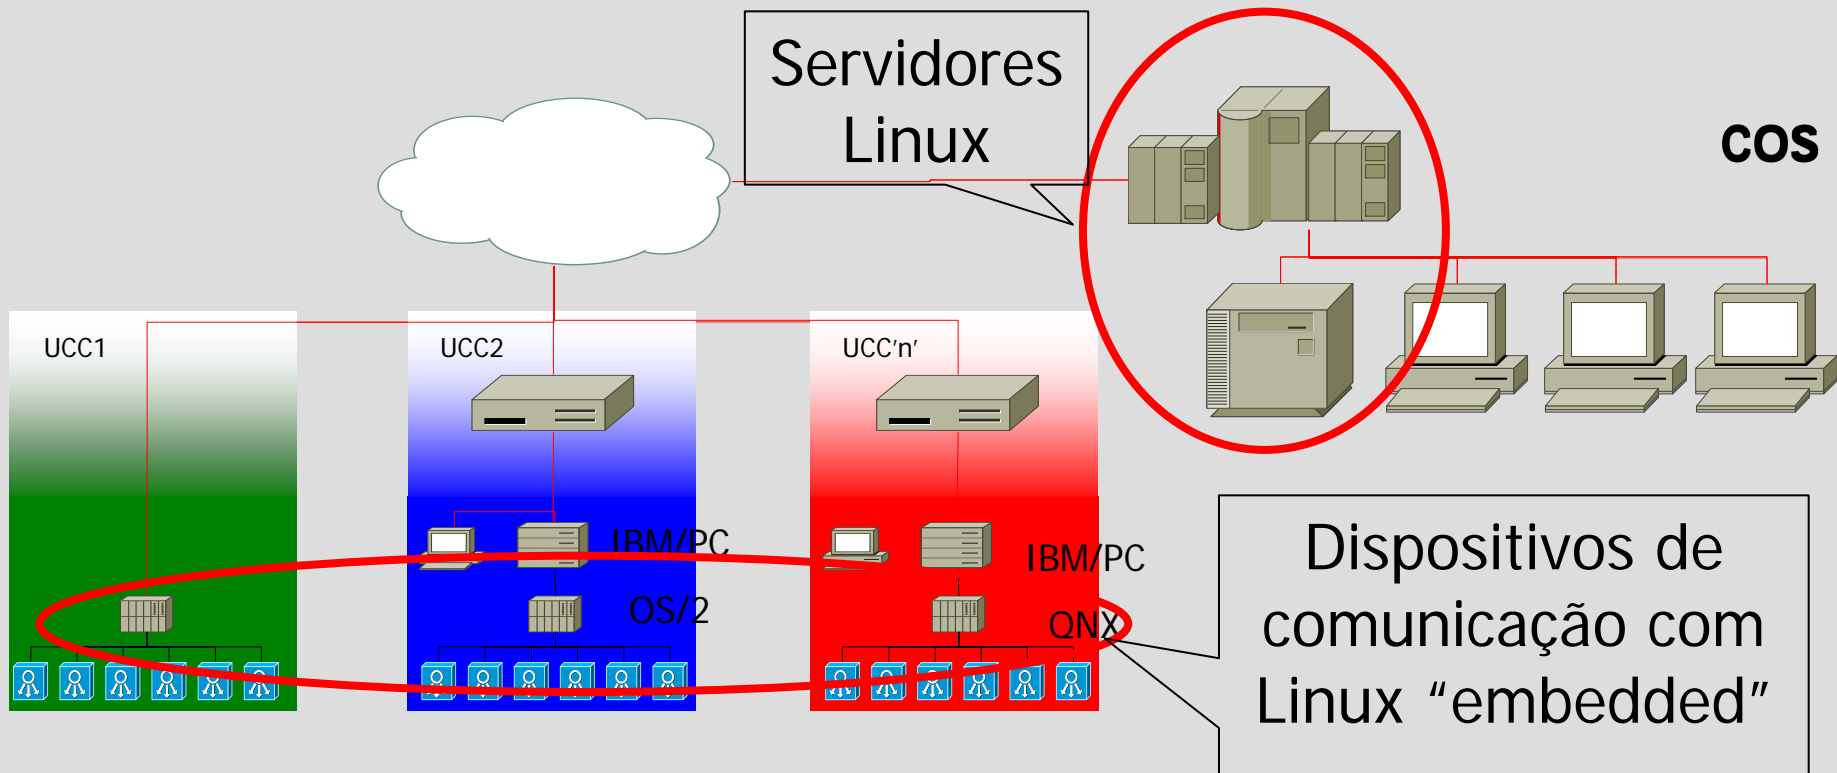 Servidores
Linux
cos
UCC1
UCC2
UCC'n'
IBM/PC
IBM/PC
OS/2
QNX
Dispositivos de
comunicação com
Linux “embedded”